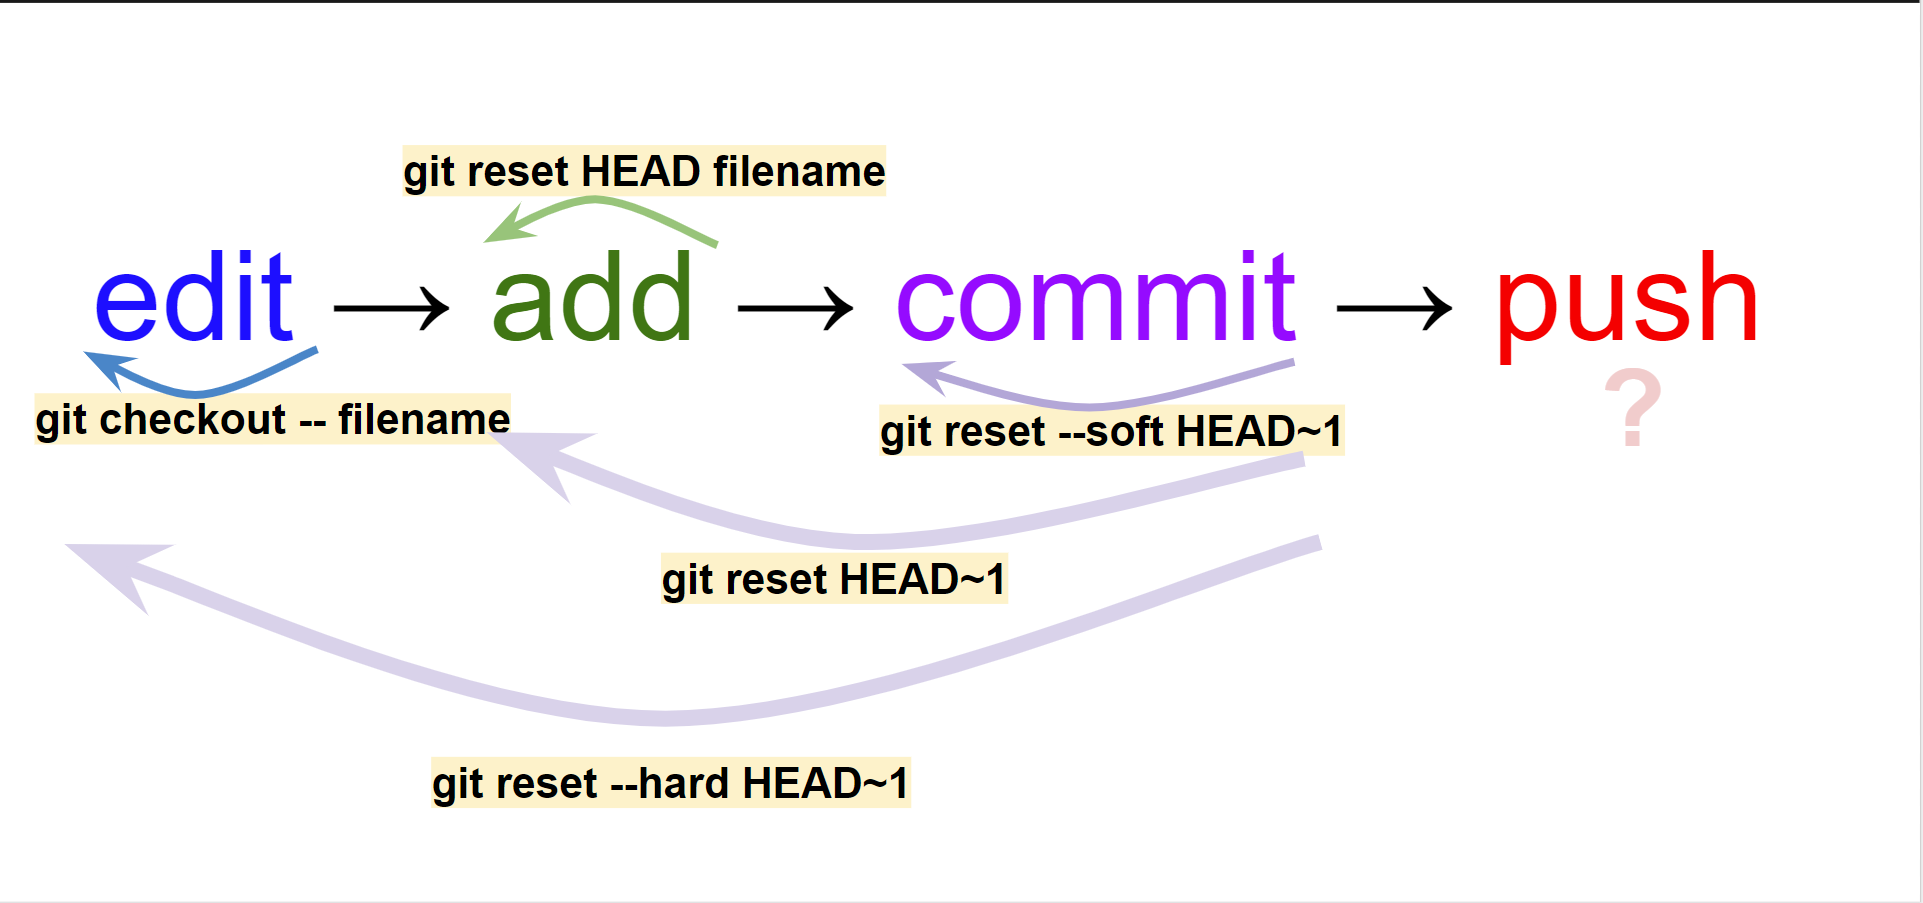 git reset HEAD filename
edit → add → commit → push
?
git checkout -- filename
git reset --soft HEAD~1
git reset HEAD~1
git reset --hard HEAD~1